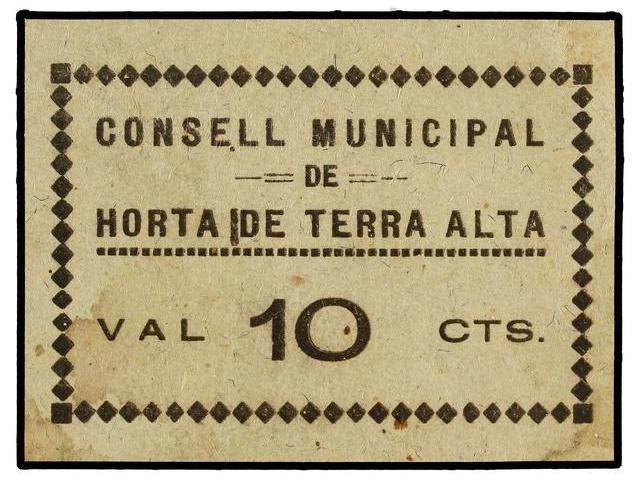 CONSELL MUNICIPAL
DE
HORTA DE TERRA ALTA
VAL 10 CTS.